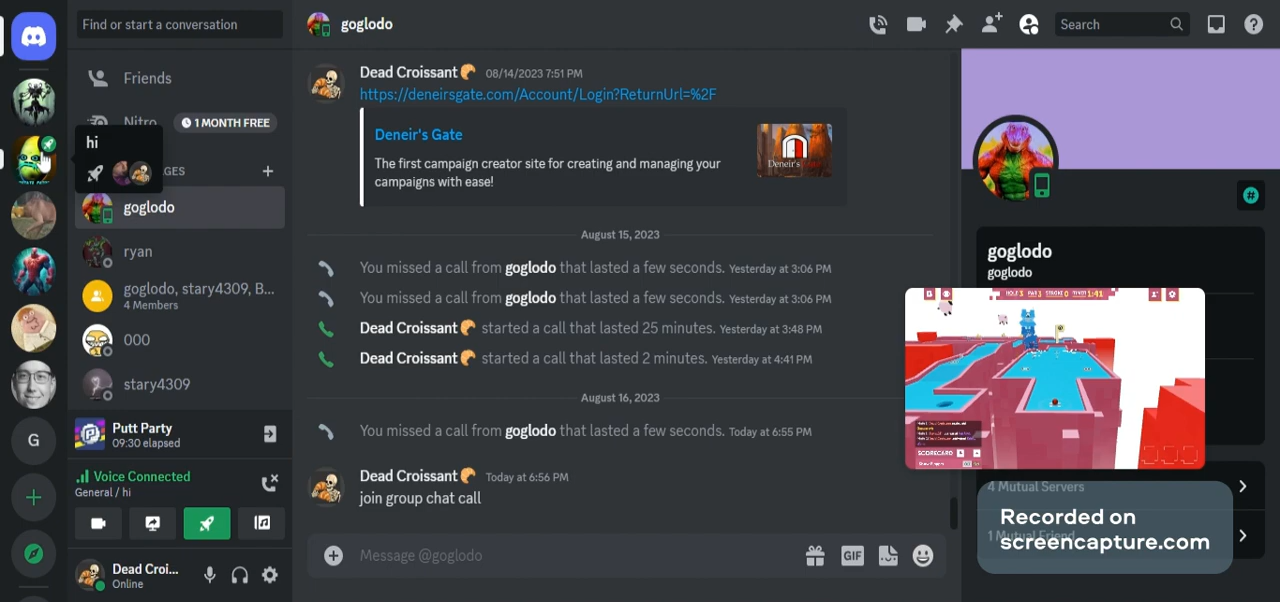 Find or start a conversation
Friends
Nitro
1 MONTH FREE
hi
AGES
goglodo
ryan
goglodo, stary4309, B...
4 Members
000
stary4309
Putt Party
09:30 elapsed
Voice Connected
General / hi
Dead Croi...
Online
G
goglodo
Search
Dead Croissant 🥐 08/14/2023 7:51 PM
https://deneirsgate.com/Account/Login?ReturnUrl=%2F
Deneir's Gate
The first campaign creator site for creating and managing your
campaigns with ease!
August 15, 2023
You missed a call from goglodo that lasted a few seconds. Yesterday at 3:06 PM
You missed a call from goglodo that lasted a few seconds. Yesterday at 3:06 PM
Dead Croissant 🥐 started a call that lasted 25 minutes. Yesterday at 3:48 PM
Dead Croissant 🥐 started a call that lasted 2 minutes. Yesterday at 4:41 PM
August 16, 2023
You missed a call from goglodo that lasted a few seconds. Today at 6:55 PM
Dead Croissant 🥐 Today at 6:56 PM
join group chat call
Message @goglodo
GIF
goglodo
goglodo
SCORECARD
4 Mutual Servers
1 Mutual Friend
Recorded on
screencapture.com